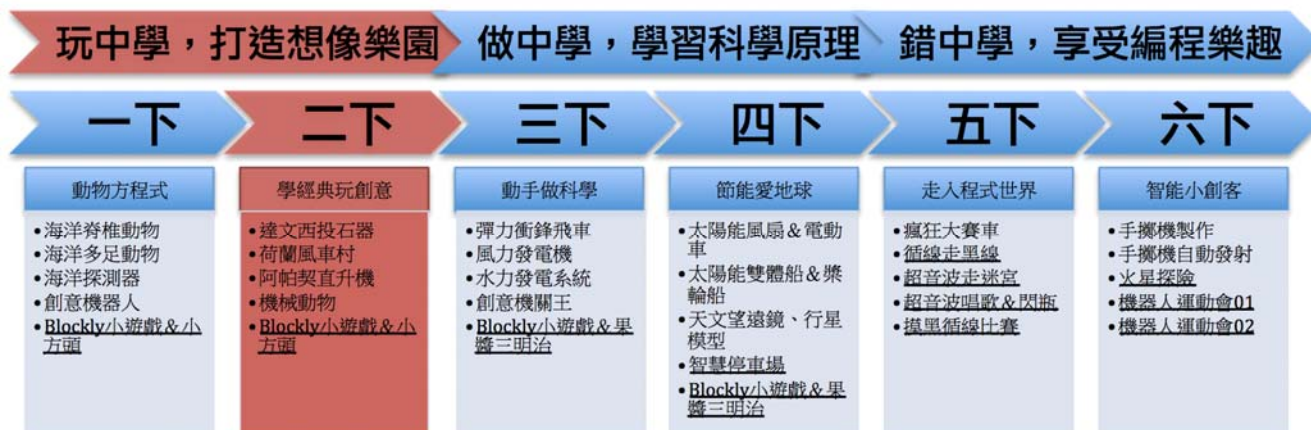 玩中學，打造想像樂園
做中學，學習科學原理
錯中學，享受編程樂趣
一下
二下
三下
四下
五下
六下
動物方程式
•海洋脊椎動物
•海洋多足動物
•海洋探測器
•創意機器人
•Blockly小遊戲&小
方頭
學經典玩創意
•達文西投石器
•荷蘭風車村
•阿帕契直升機
•機械動物
•Blockly小遊戲&小
方頭
動手做科學
•彈力衝鋒飛車
•風力發電機
•水力發電系統
•創意機關王
•Blockly小遊戲&果
醬三明治
節能愛地球
•太陽能風扇&電動
車
•太陽能雙體船&槳
輪船
•天文望遠鏡、行星
模型
•智慧停車場
•Blockly小遊戲&果
醬三明治
走入程式世界
•瘋狂大賽車
•循線走黑線
•超音波走迷宮
•超音波唱歌&閃瓶
•摸黑循線比賽
智能小創客
•手擲機製作
•手擲機自動發射
•火星探險
•機器人運動會01
•機器人運動會02